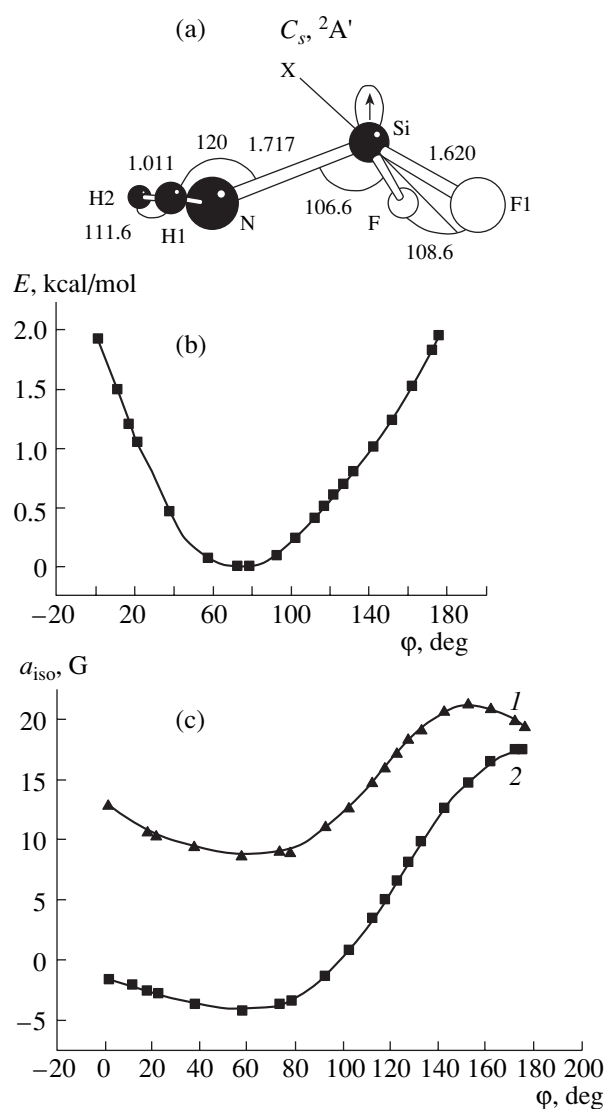 (a) Cs, ²A'
X
Si
120 1.717
1.011 1.620
H2 H1 N 106.6 F F1
111.6 108.6
E, kcal/mol
(b)
2.0
1.5
1.0
0.5
0
−20 20 60 100 140 180
φ, deg
aiso, G
(c)
20
15
10
5
0
−5
1
2
−20 0 20 40 60 80 100 120 140 160 180 200
φ, deg